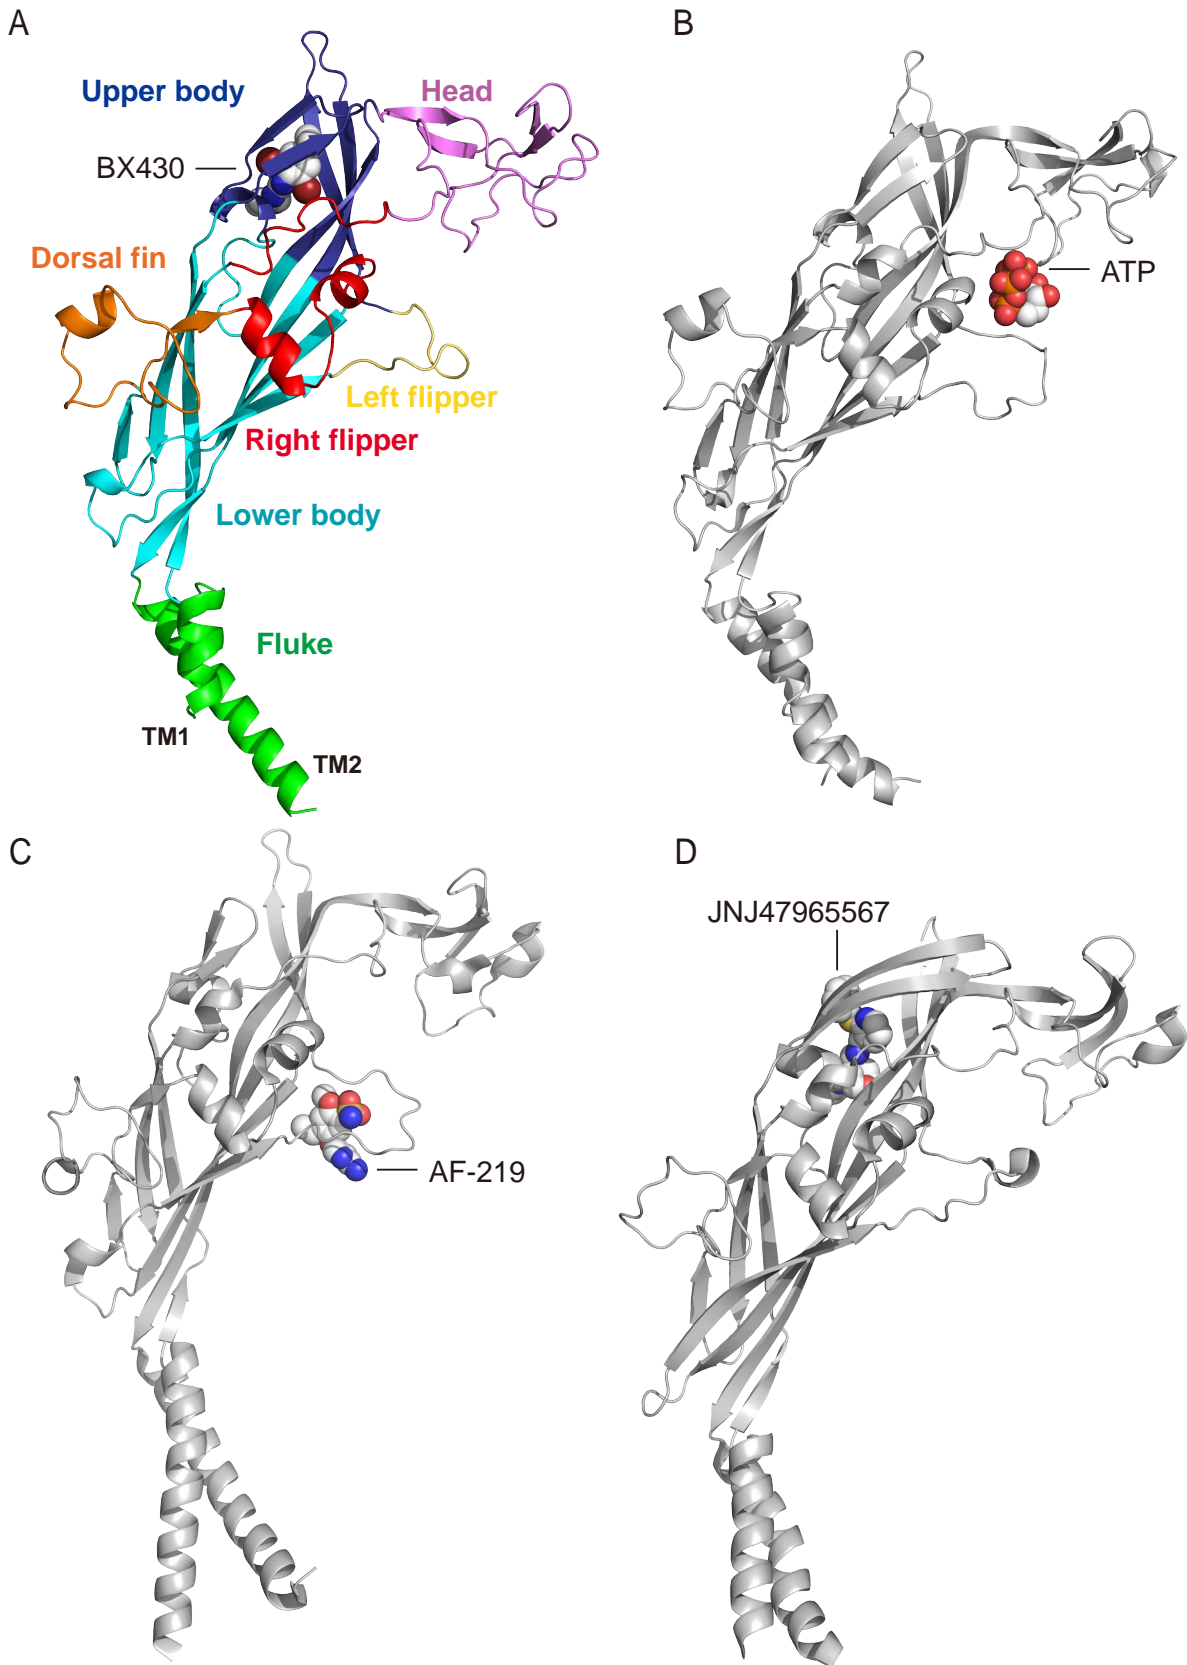 A
B
Upper body
Head
BX430
Dorsal fin
ATP
Left flipper
Right flipper
Lower body
Fluke
TM1
TM2
C
D
JNJ47965567
AF-219